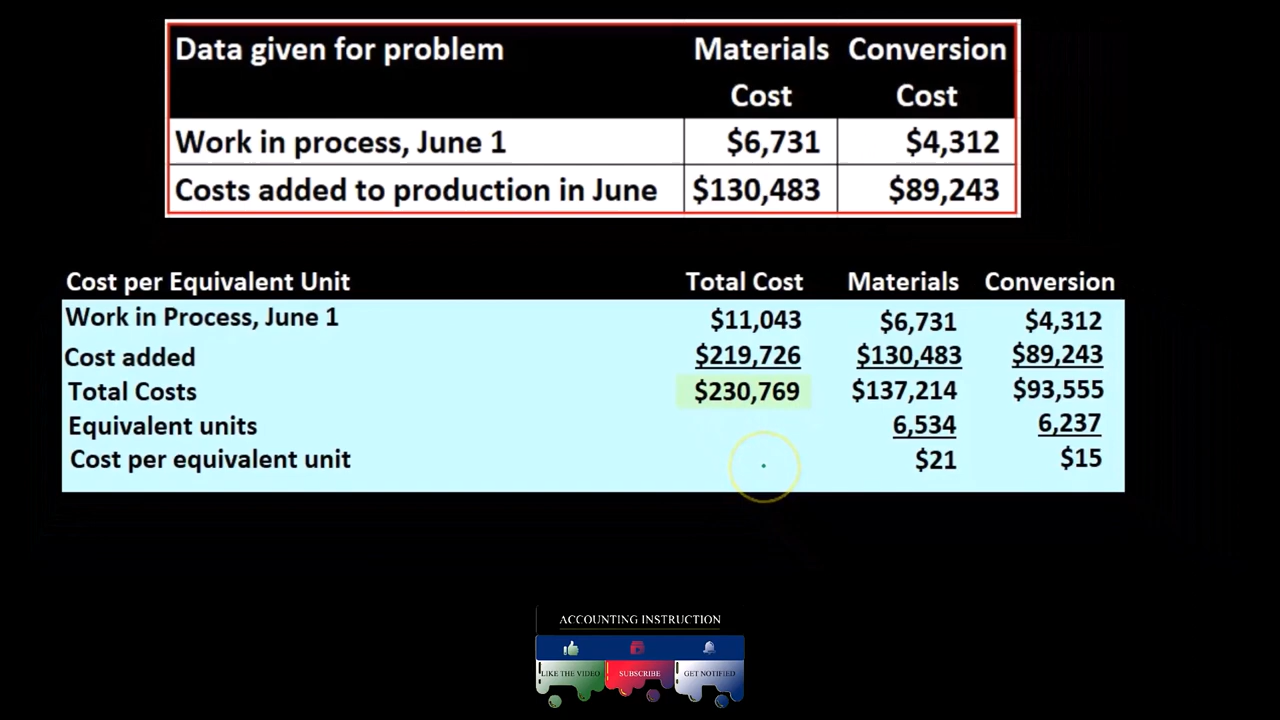 Data given for problem Materials Conversion
Cost Cost
Work in process, June 1 $6,731 $4,312
Costs added to production in June $130,483 $89,243
Cost per Equivalent Unit Total Cost Materials Conversion
Work in Process, June 1 $11,043 $6,731 $4,312
Cost added $219,726 $130,483 $89,243
Total Costs $230,769 $137,214 $93,555
Equivalent units 6,534 6,237
Cost per equivalent unit $21 $15
ACCOUNTING INSTRUCTION
LIKE THE VIDEO SUBSCRIBE GET NOTIFIED